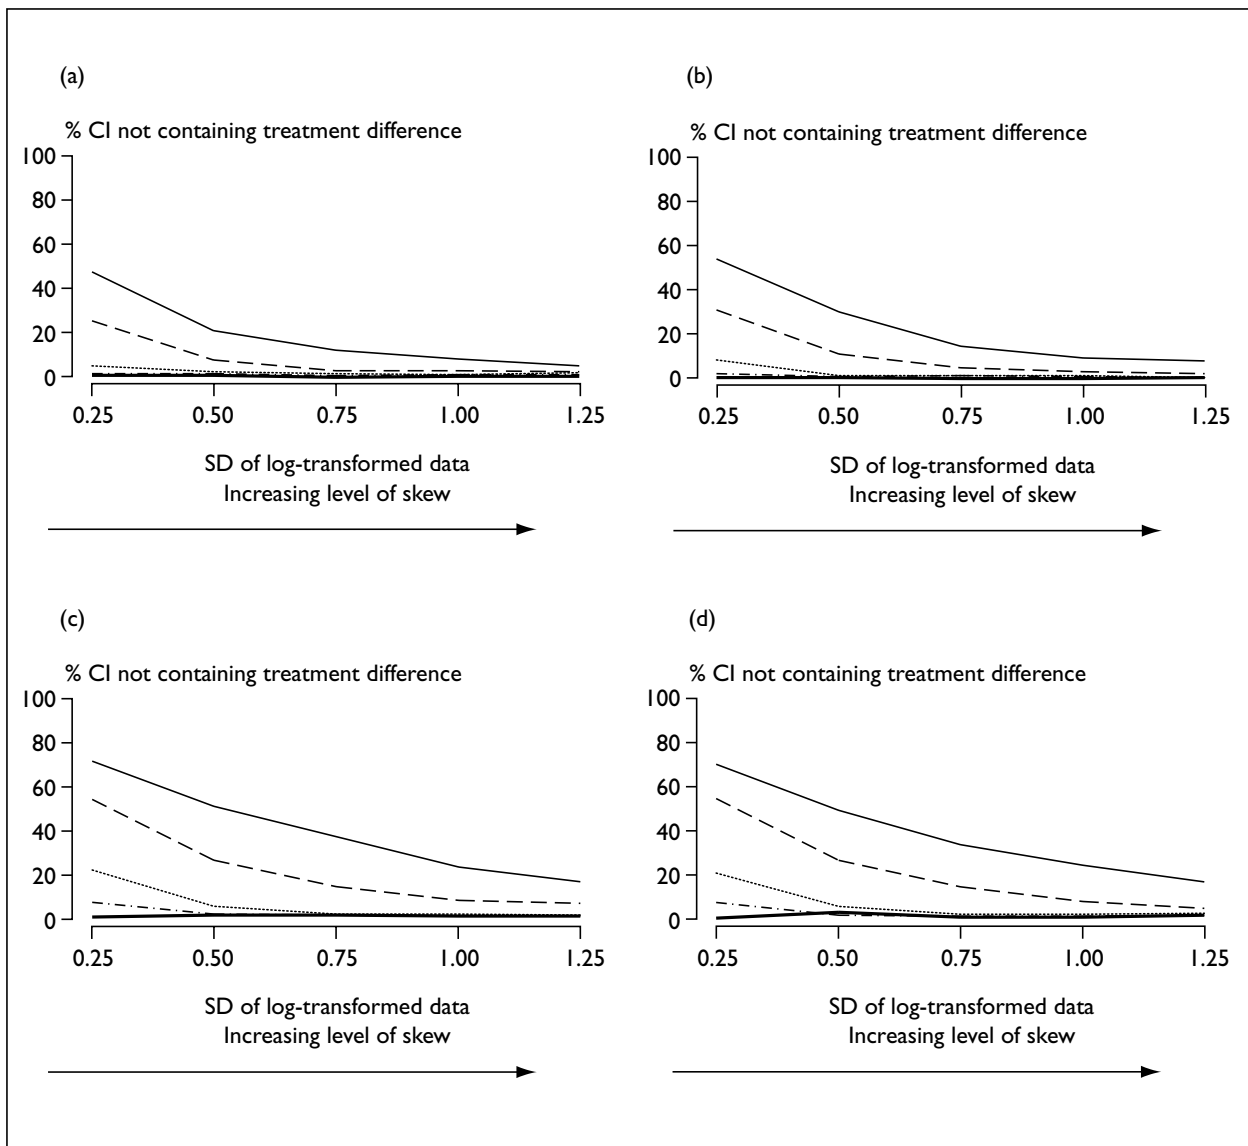 (a)
% CI not containing treatment difference
100
80
60
40
20
0
0.25 0.50 0.75 1.00 1.25
SD of log-transformed data
Increasing level of skew
(b)
% CI not containing treatment difference
100
80
60
40
20
0
0.25 0.50 0.75 1.00 1.25
SD of log-transformed data
Increasing level of skew
(c)
% CI not containing treatment difference
100
80
60
40
20
0
0.25 0.50 0.75 1.00 1.25
SD of log-transformed data
Increasing level of skew
(d)
% CI not containing treatment difference
100
80
60
40
20
0
0.25 0.50 0.75 1.00 1.25
SD of log-transformed data
Increasing level of skew